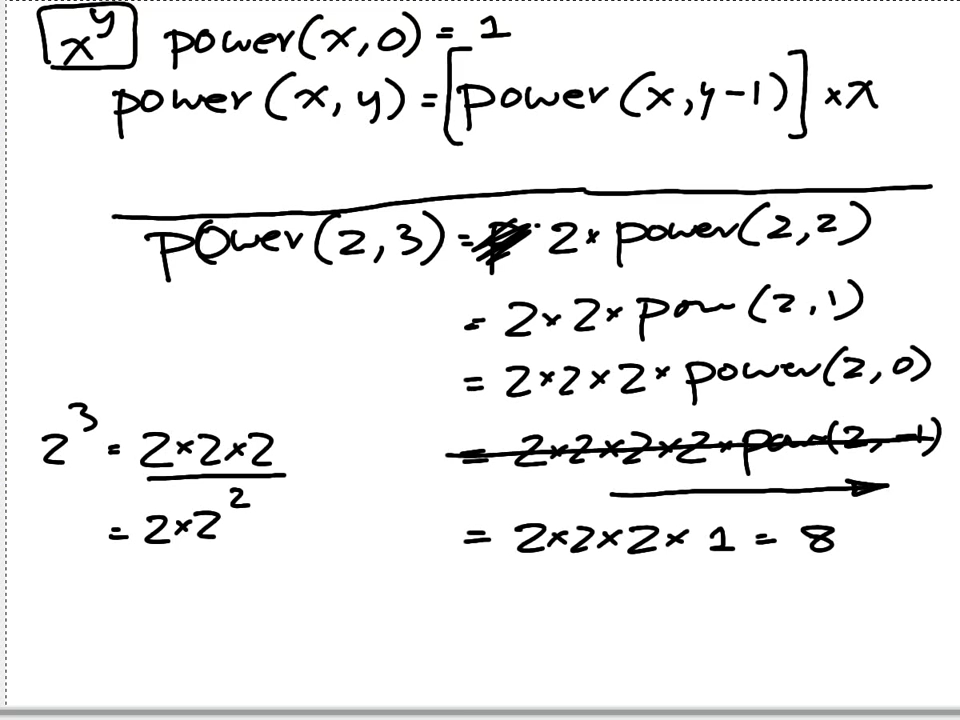 x^y power(x,0) = 1
power(x,y) = [power(x,y-1)] × x
power(2,3) = 2 × power(2,2)
= 2 × 2 × pow(2,1)
= 2 × 2 × 2 × power(2,0)
= 2 × 2 × 2 × 2 × pow(2,-1)
= 2 × 2 × 2 × 1 = 8
2^3 = 2 × 2 × 2
= 2 × 2^2